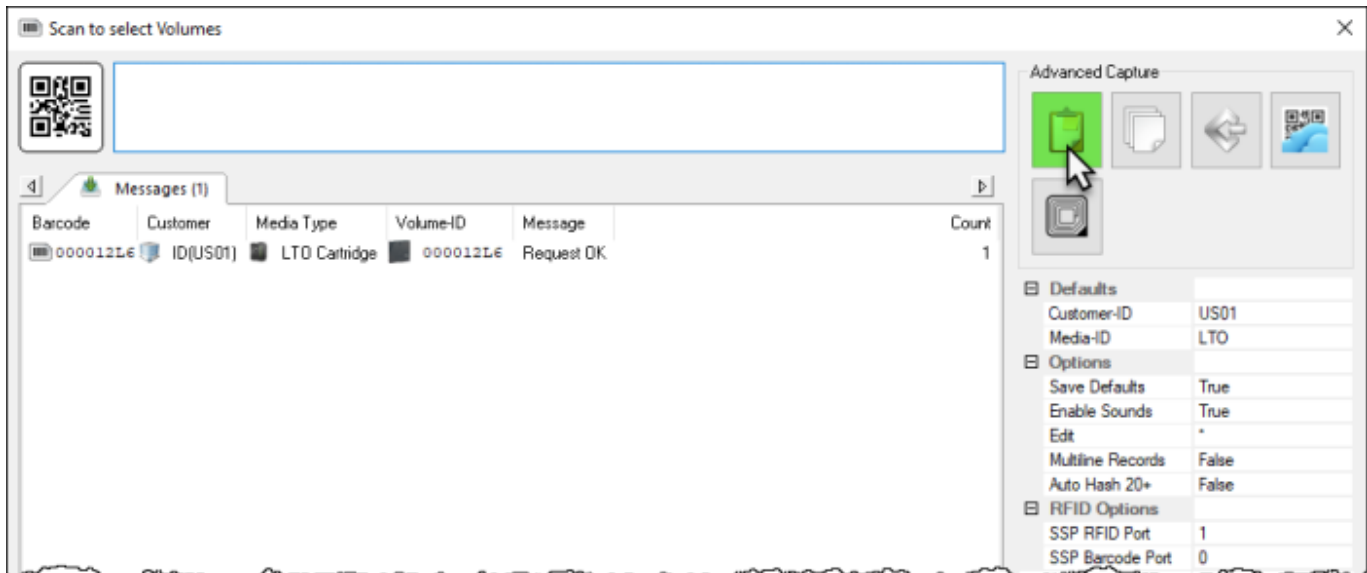 Scan to select Volumes
Advanced Capture
Messages (1)
Barcode Customer Media Type Volume-ID Message Count
000012L6 ID(US01) LTO Cartridge 000012L6 Request OK 1
Defaults
Customer-ID US01
Media-ID LTO
Options
Save Defaults True
Enable Sounds True
Edit *
Multiline Records False
Auto Hash 20+ False
RFID Options
SSP RFID Port 1
SSP Barcode Port 0